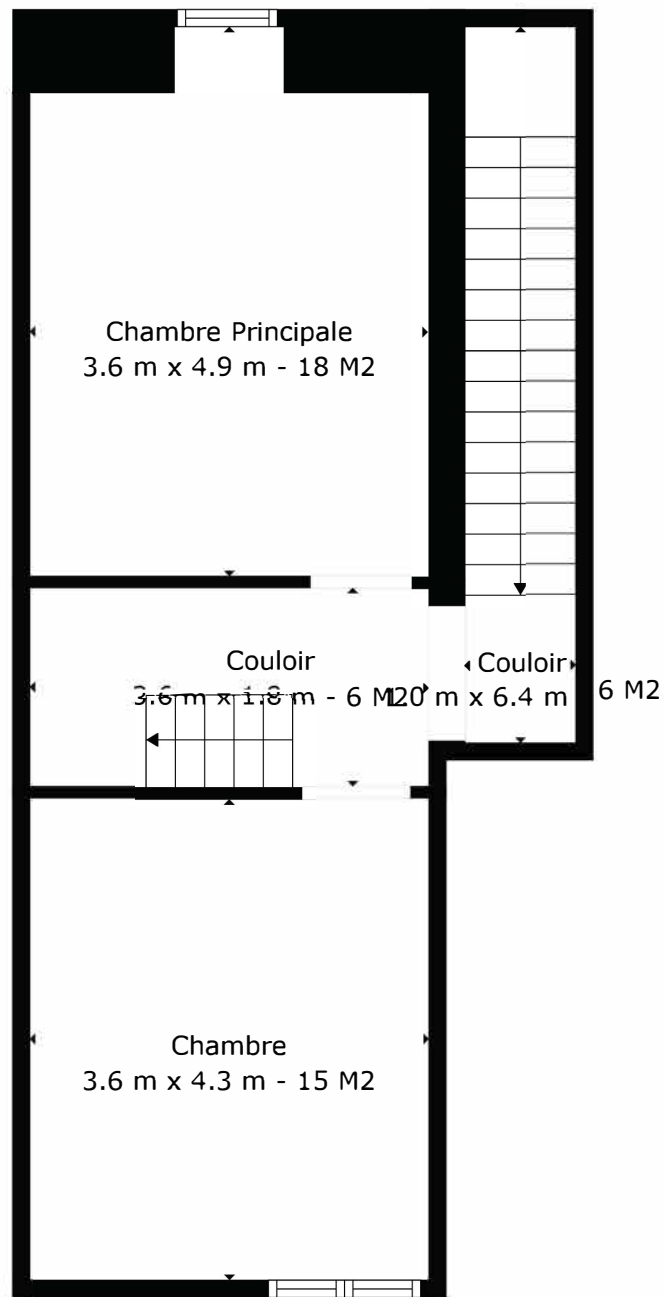 Chambre Principale
3.6 m x 4.9 m - 18 M2
Couloir
3.6 m x 1.8 m - 6 M2
Couloir
1.0 m x 6.4 m - 6 M2
Chambre
3.6 m x 4.3 m - 15 M2